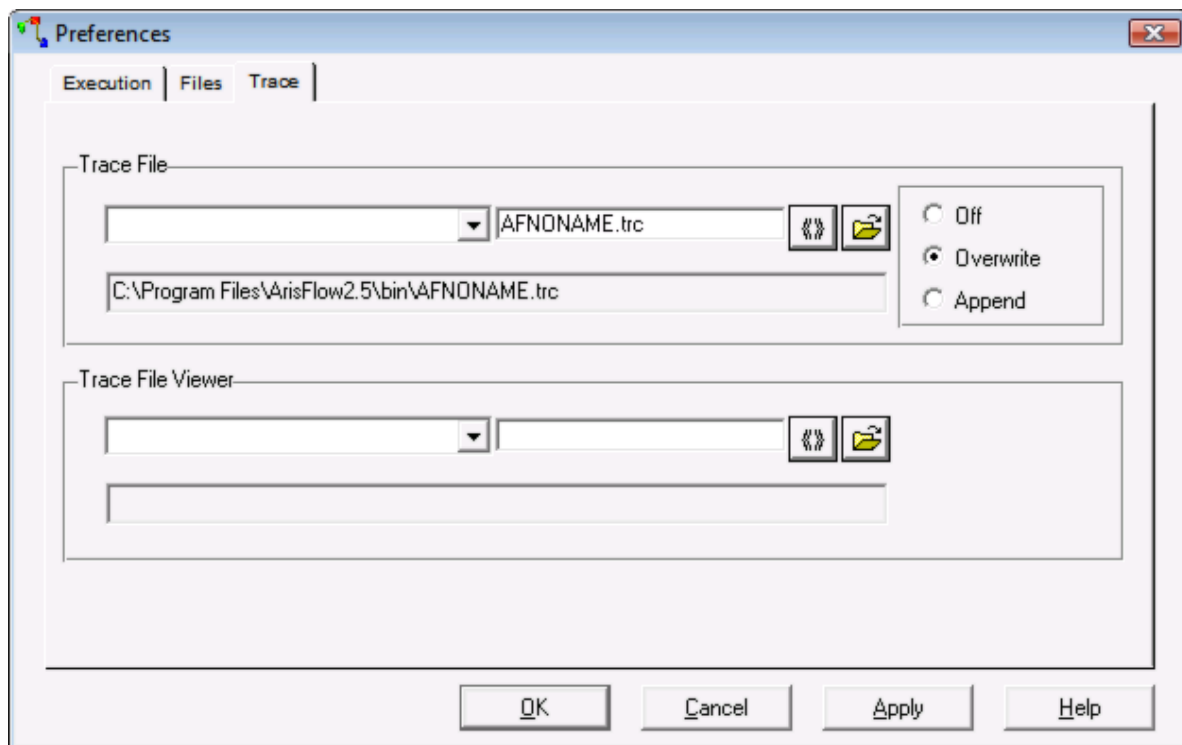 Preferences
Execution Files Trace
Trace File
AFNONAME.trc
Off
Overwrite
C:\Program Files\ArisFlow2.5\bin\AFNONAME.trc
Append
Trace File Viewer
OK Cancel Apply Help